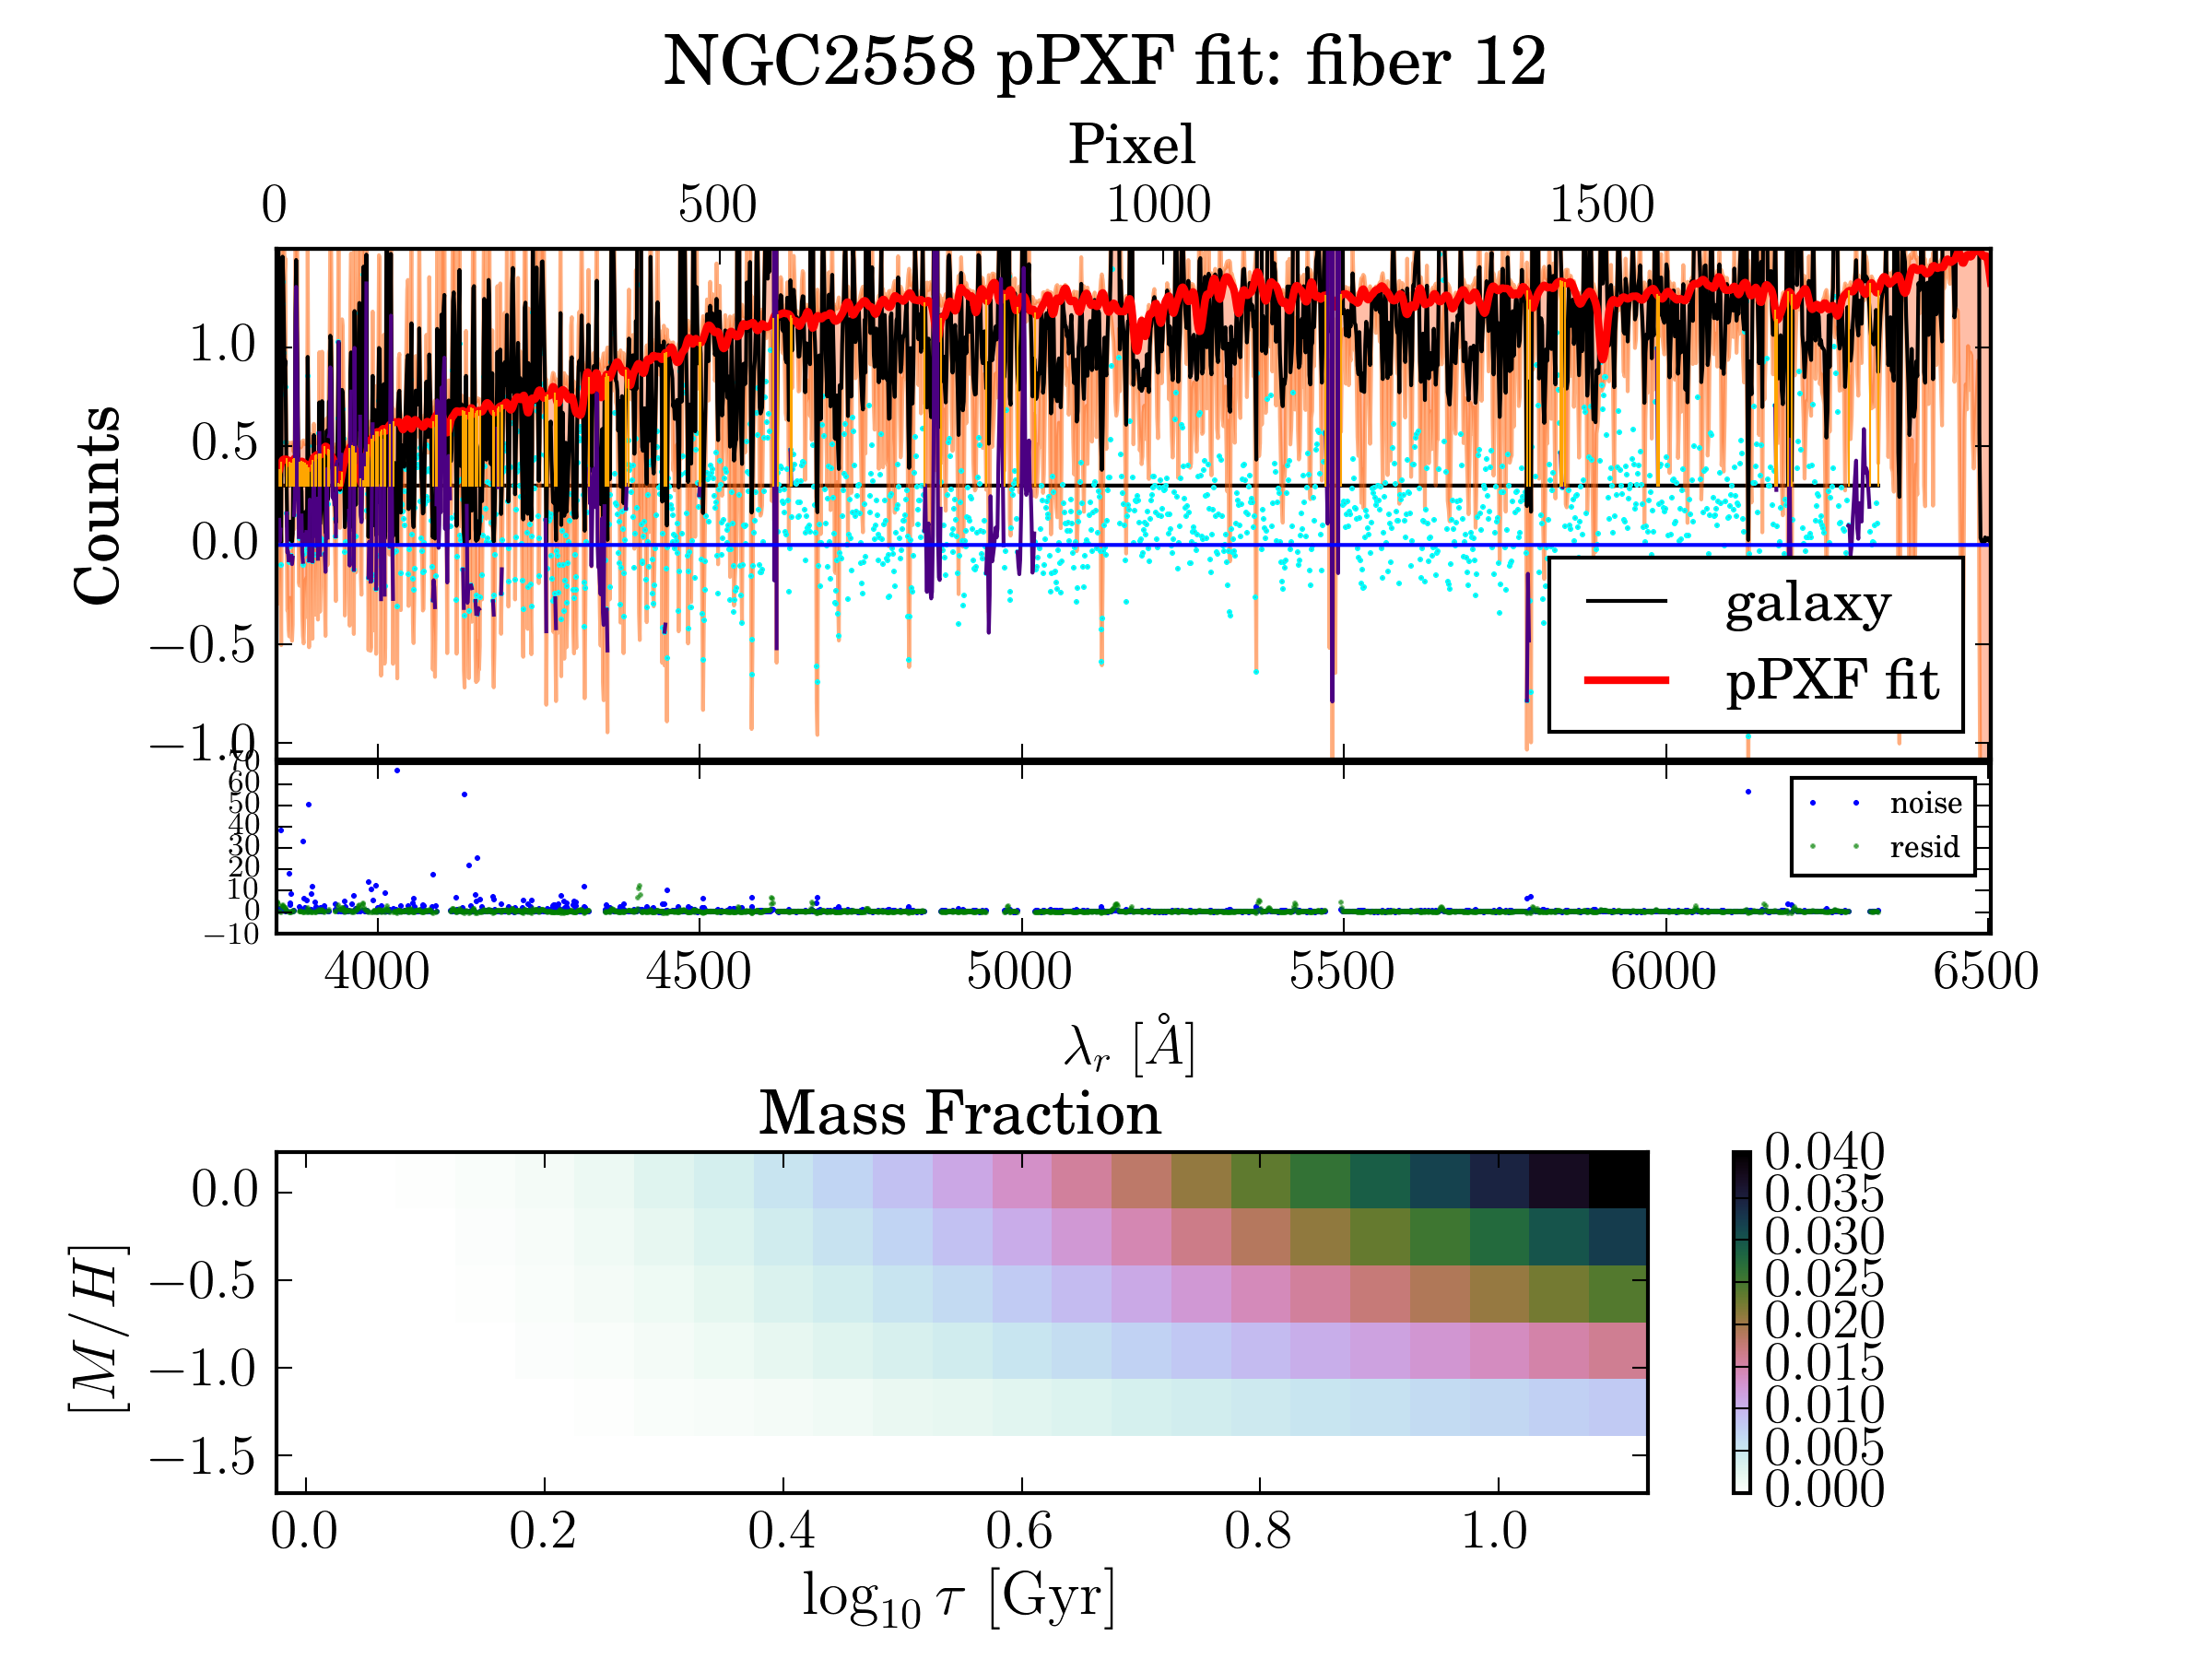 NGC2558 pPXF fit: fiber 12
Pixel
0 500 1000 1500
Counts
1.0
0.5
0.0
−0.5
−1.0
galaxy
pPXF fit
70
60
50
40
30
20
10
0
−10
noise
resid
4000 4500 5000 5500 6000 6500
λr [Å]
Mass Fraction
[M/H]
0.0
−0.5
−1.0
−1.5
0.0 0.2 0.4 0.6 0.8 1.0
log10 τ [Gyr]
0.040
0.035
0.030
0.025
0.020
0.015
0.010
0.005
0.000